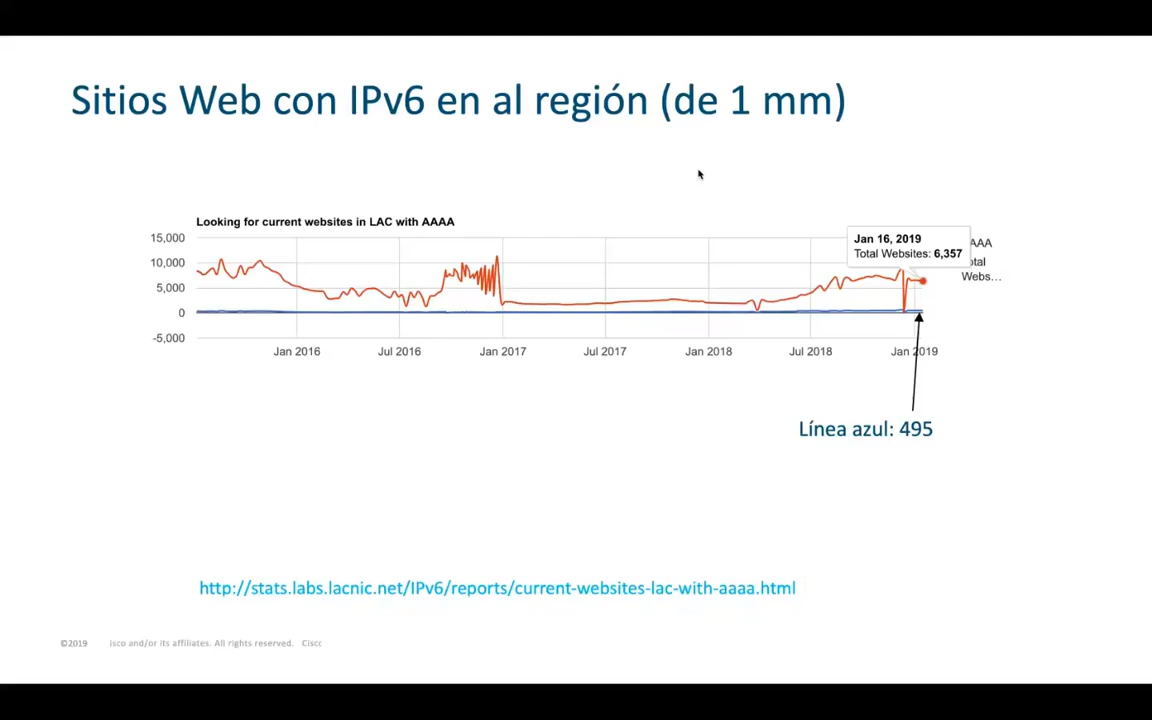 Sitios Web con IPv6 en al región (de 1 mm)
Looking for current websites in LAC with AAAA
15,000
10,000
5,000
0
-5,000
Jan 16, 2019
Total Websites: 6,357
AAA
otal
Webs...
Jan 2016
Jul 2016
Jan 2017
Jul 2017
Jan 2018
Jul 2018
Jan 2019
Línea azul: 495
http://stats.labs.lacnic.net/IPv6/reports/current-websites-lac-with-aaaa.html
©2019 isco and/or its affiliates. All rights reserved. Cisc